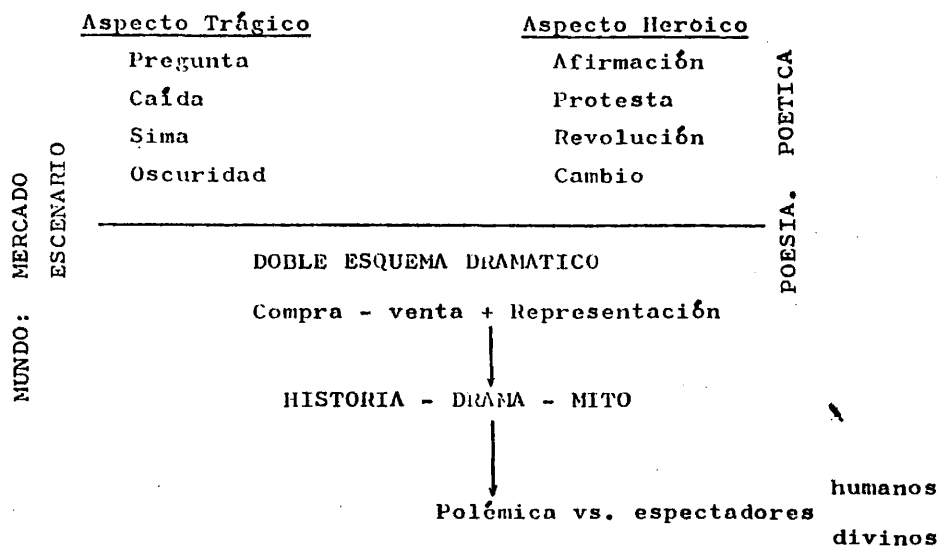 Aspecto Trágico Aspecto Heróico
Pregunta Afirmación
Caída Protesta
Sima Revolución
Oscuridad Cambio
MUNDO: MERCADO
ESCENARIO
POESIA. POETICA
DOBLE ESQUEMA DRAMATICO
Compra - venta + Representación
HISTORIA - DRAMA - MITO
Polémica vs. espectadores
humanos
divinos